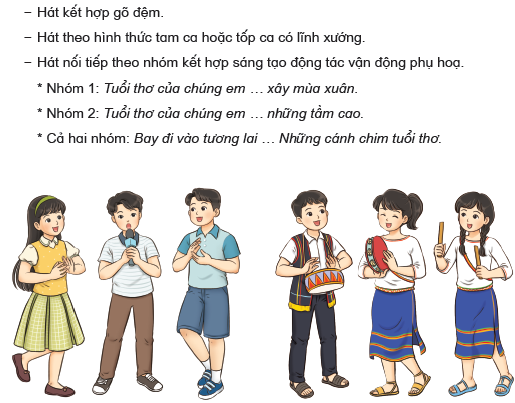 – Hát kết hợp gõ đệm.
– Hát theo hình thức tam ca hoặc tốp ca có lĩnh xướng.
– Hát nối tiếp theo nhóm kết hợp sáng tạo động tác vận động phụ hoạ.
* Nhóm 1: Tuổi thơ của chúng em … xây mùa xuân.
* Nhóm 2: Tuổi thơ của chúng em … những tầm cao.
* Cả hai nhóm: Bay đi vào tương lai … Những cánh chim tuổi thơ.